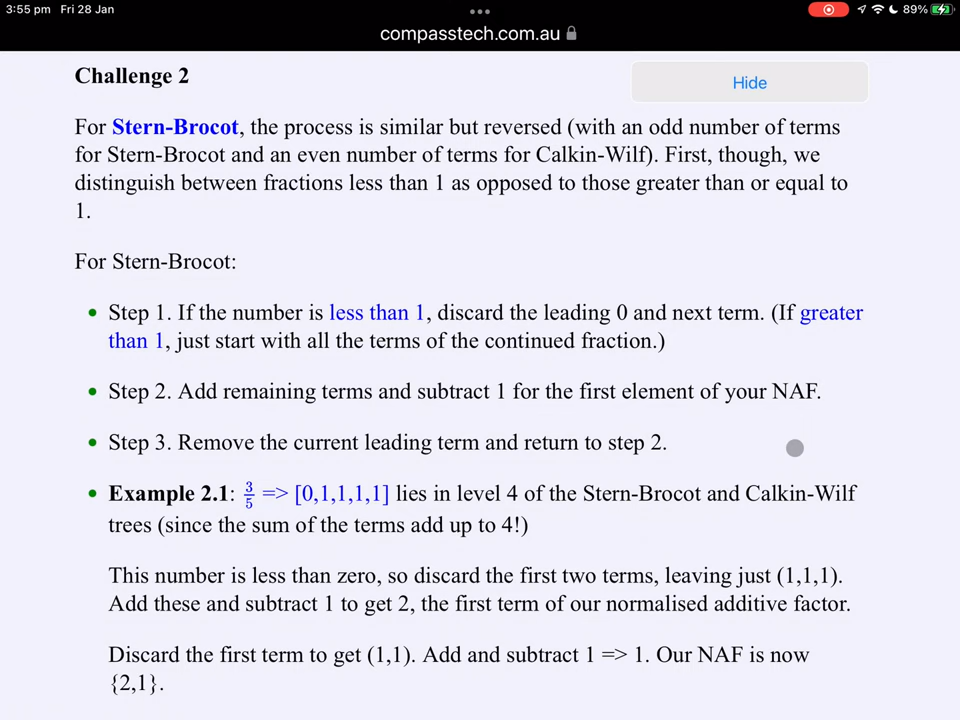 3:55 pm Fri 28 Jan
89%
compasstech.com.au
Challenge 2
Hide
For Stern-Brocot, the process is similar but reversed (with an odd number of terms
for Stern-Brocot and an even number of terms for Calkin-Wilf). First, though, we
distinguish between fractions less than 1 as opposed to those greater than or equal to
1.
For Stern-Brocot:
• Step 1. If the number is less than 1, discard the leading 0 and next term. (If greater
than 1, just start with all the terms of the continued fraction.)
• Step 2. Add remaining terms and subtract 1 for the first element of your NAF.
• Step 3. Remove the current leading term and return to step 2.
• Example 2.1: 3/5 => [0,1,1,1,1] lies in level 4 of the Stern-Brocot and Calkin-Wilf
trees (since the sum of the terms add up to 4!)
This number is less than zero, so discard the first two terms, leaving just (1,1,1).
Add these and subtract 1 to get 2, the first term of our normalised additive factor.
Discard the first term to get (1,1). Add and subtract 1 => 1. Our NAF is now
{2,1}.